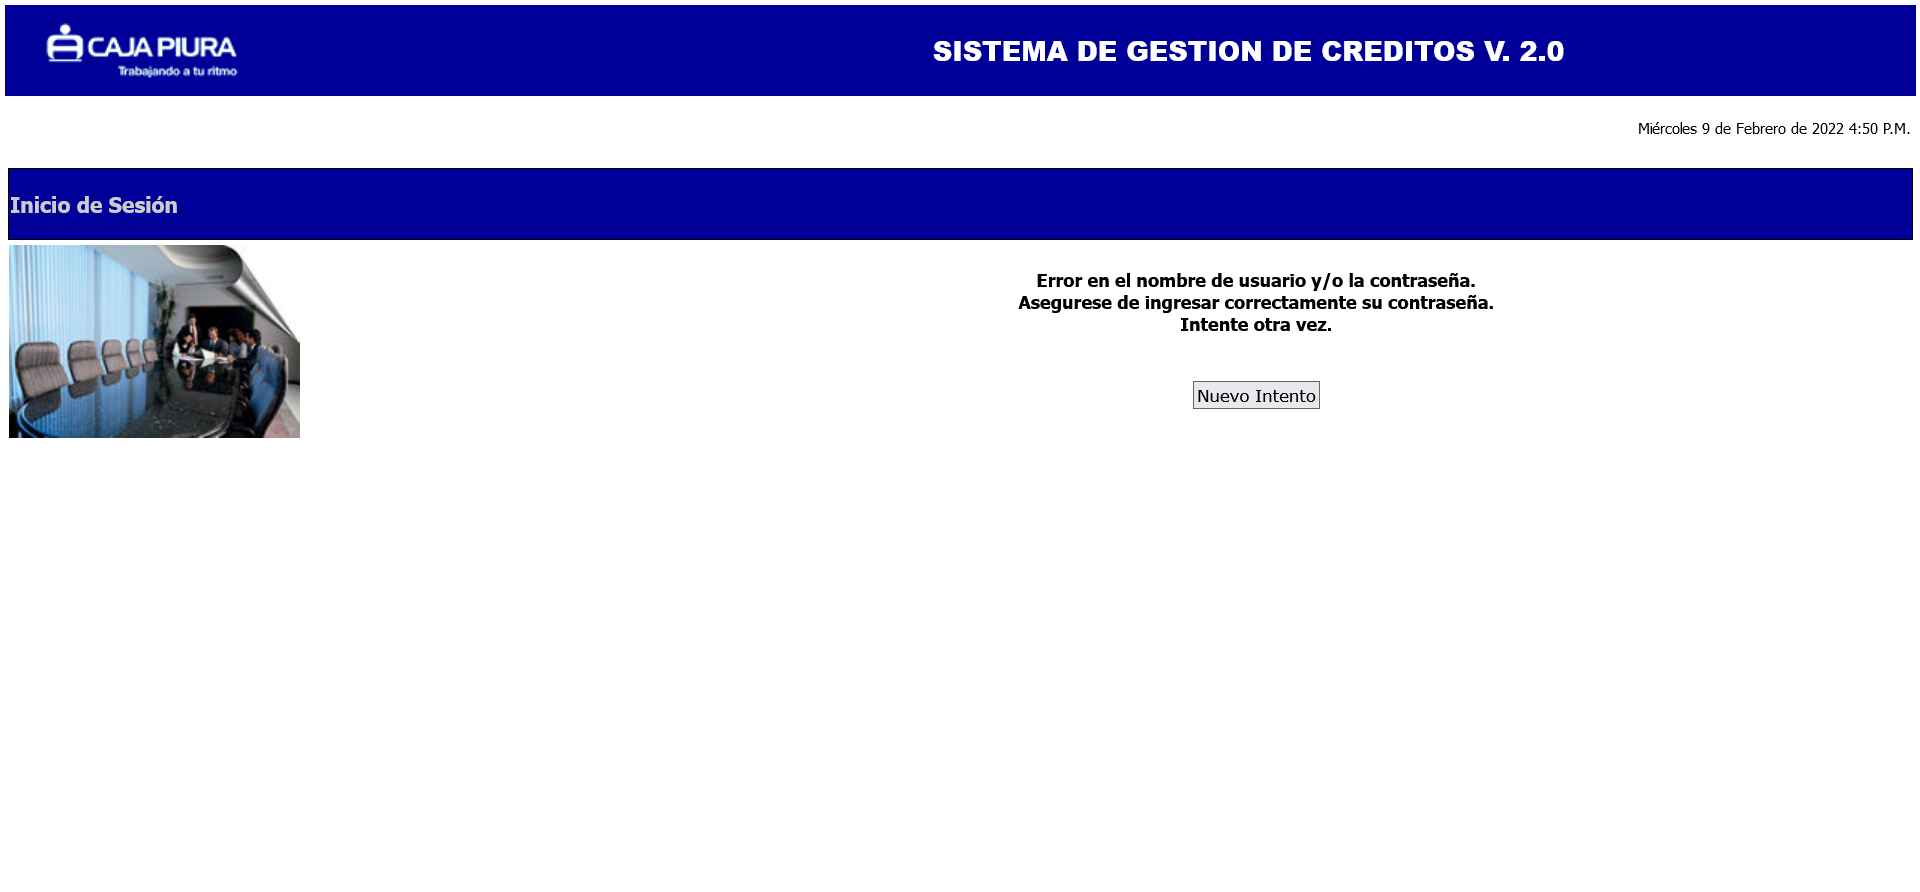 CAJA PIURA
Trabajando a tu ritmo
SISTEMA DE GESTION DE CREDITOS V. 2.0
Miércoles 9 de Febrero de 2022 4:50 P.M.
Inicio de Sesión
Error en el nombre de usuario y/o la contraseña.
Asegurese de ingresar correctamente su contraseña.
Intente otra vez.
Nuevo Intento